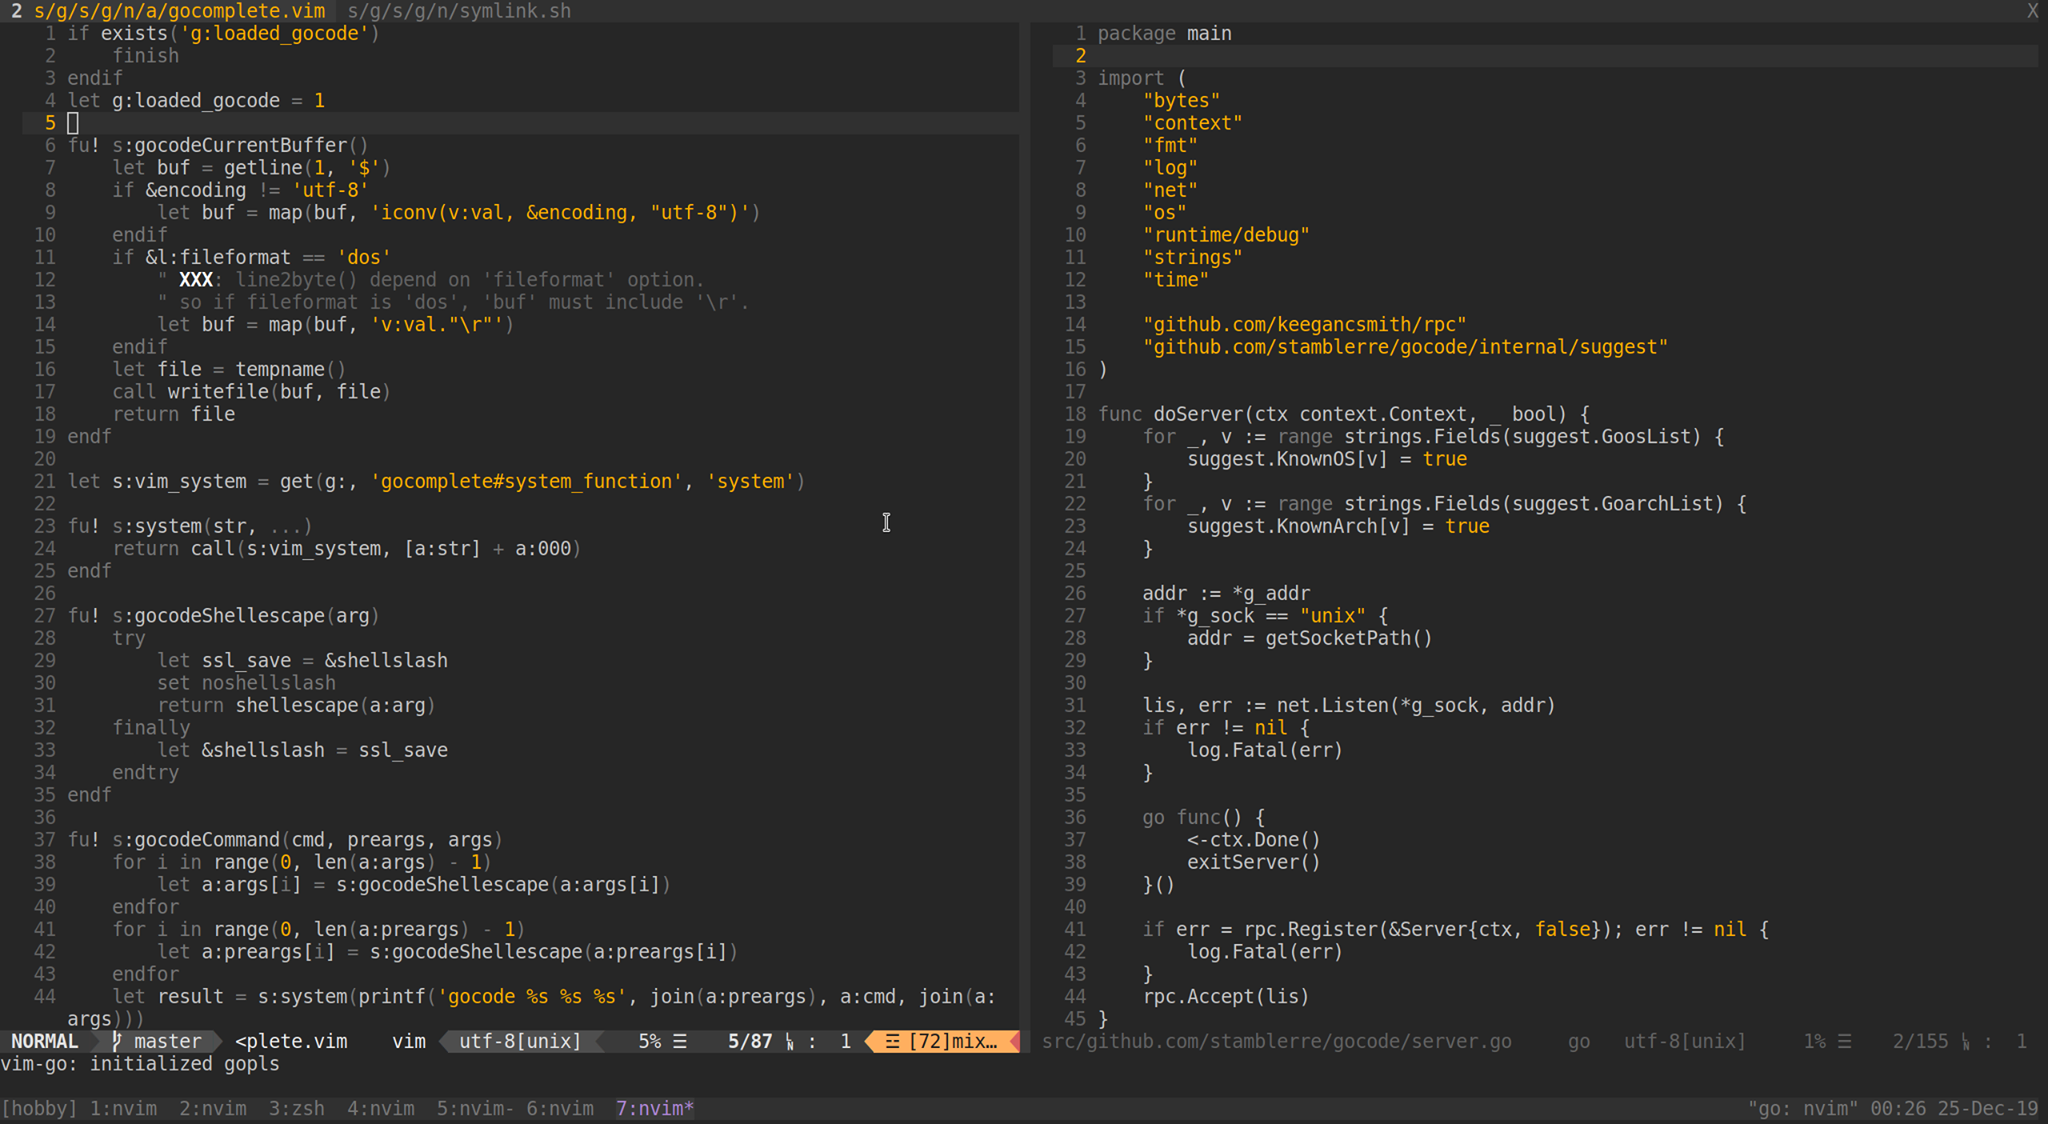 2 s/g/s/g/n/a/gocomplete.vim  s/g/s/g/n/symlink.sh X
1 if exists('g:loaded_gocode')
2     finish
3 endif
4 let g:loaded_gocode = 1
5
6 fu! s:gocodeCurrentBuffer()
7     let buf = getline(1, '$')
8     if &encoding != 'utf-8'
9         let buf = map(buf, 'iconv(v:val, &encoding, "utf-8")')
10     endif
11     if &l:fileformat == 'dos'
12         " XXX: line2byte() depend on 'fileformat' option.
13         " so if fileformat is 'dos', 'buf' must include '\r'.
14         let buf = map(buf, 'v:val."\r"')
15     endif
16     let file = tempname()
17     call writefile(buf, file)
18     return file
19 endf
20
21 let s:vim_system = get(g:, 'gocomplete#system_function', 'system')
22
23 fu! s:system(str, ...)
24     return call(s:vim_system, [a:str] + a:000)
25 endf
26
27 fu! s:gocodeShellescape(arg)
28     try
29         let ssl_save = &shellslash
30         set noshellslash
31         return shellescape(a:arg)
32     finally
33         let &shellslash = ssl_save
34     endtry
35 endf
36
37 fu! s:gocodeCommand(cmd, preargs, args)
38     for i in range(0, len(a:args) - 1)
39         let a:args[i] = s:gocodeShellescape(a:args[i])
40     endfor
41     for i in range(0, len(a:preargs) - 1)
42         let a:preargs[i] = s:gocodeShellescape(a:preargs[i])
43     endfor
44     let result = s:system(printf('gocode %s %s %s', join(a:preargs), a:cmd, join(a:
args)))
1 package main
2
3 import (
4     "bytes"
5     "context"
6     "fmt"
7     "log"
8     "net"
9     "os"
10     "runtime/debug"
11     "strings"
12     "time"
13
14     "github.com/keegancsmith/rpc"
15     "github.com/stamblerre/gocode/internal/suggest"
16 )
17
18 func doServer(ctx context.Context, _ bool) {
19     for _, v := range strings.Fields(suggest.GoosList) {
20         suggest.KnownOS[v] = true
21     }
22     for _, v := range strings.Fields(suggest.GoarchList) {
23         suggest.KnownArch[v] = true
24     }
25
26     addr := *g_addr
27     if *g_sock == "unix" {
28         addr = getSocketPath()
29     }
30
31     lis, err := net.Listen(*g_sock, addr)
32     if err != nil {
33         log.Fatal(err)
34     }
35
36     go func() {
37         <-ctx.Done()
38         exitServer()
39     }()
40
41     if err = rpc.Register(&Server{ctx, false}); err != nil {
42         log.Fatal(err)
43     }
44     rpc.Accept(lis)
45 }
NORMAL master <plete.vim vim utf-8[unix] 5% ☰ 5/87 ␤ : 1 ☲ [72]mix…
src/github.com/stamblerre/gocode/server.go go utf-8[unix] 1% ☰ 2/155 ␤ : 1
vim-go: initialized gopls
[hobby] 1:nvim 2:nvim 3:zsh 4:nvim 5:nvim- 6:nvim 7:nvim* "go: nvim" 00:26 25-Dec-19